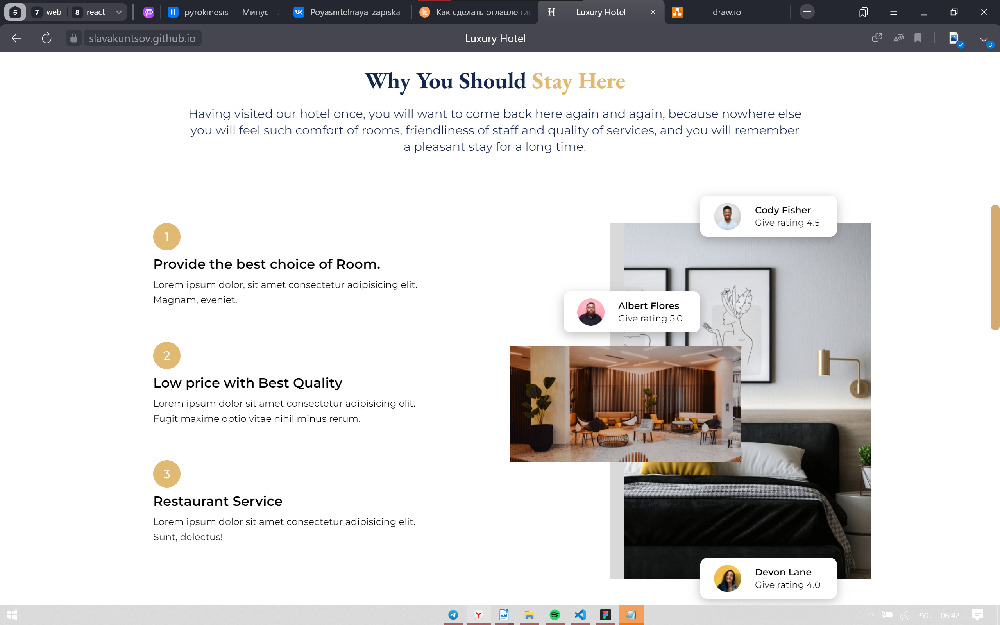 6
7 web
8 react
pyrokinesis — Минус -
Poyasnitelnaya_zapiska_
Как сделать оглавление
Luxury Hotel
draw.io
slavakuntsov.github.io
Luxury Hotel
3
Why You Should Stay Here
Having visited our hotel once, you will want to come back here again and again, because nowhere else
you will feel such comfort of rooms, friendliness of staff and quality of services, and you will remember
a pleasant stay for a long time.
1
Provide the best choice of Room.
Lorem ipsum dolor, sit amet consectetur adipisicing elit.
Magnam, eveniet.
2
Low price with Best Quality
Lorem ipsum dolor sit amet consectetur adipisicing elit.
Fugit maxime optio vitae nihil minus rerum.
3
Restaurant Service
Lorem ipsum dolor sit amet consectetur adipisicing elit.
Sunt, delectus!
Cody Fisher
Give rating 4.5
Albert Flores
Give rating 5.0
Devon Lane
Give rating 4.0
РУС
06:42